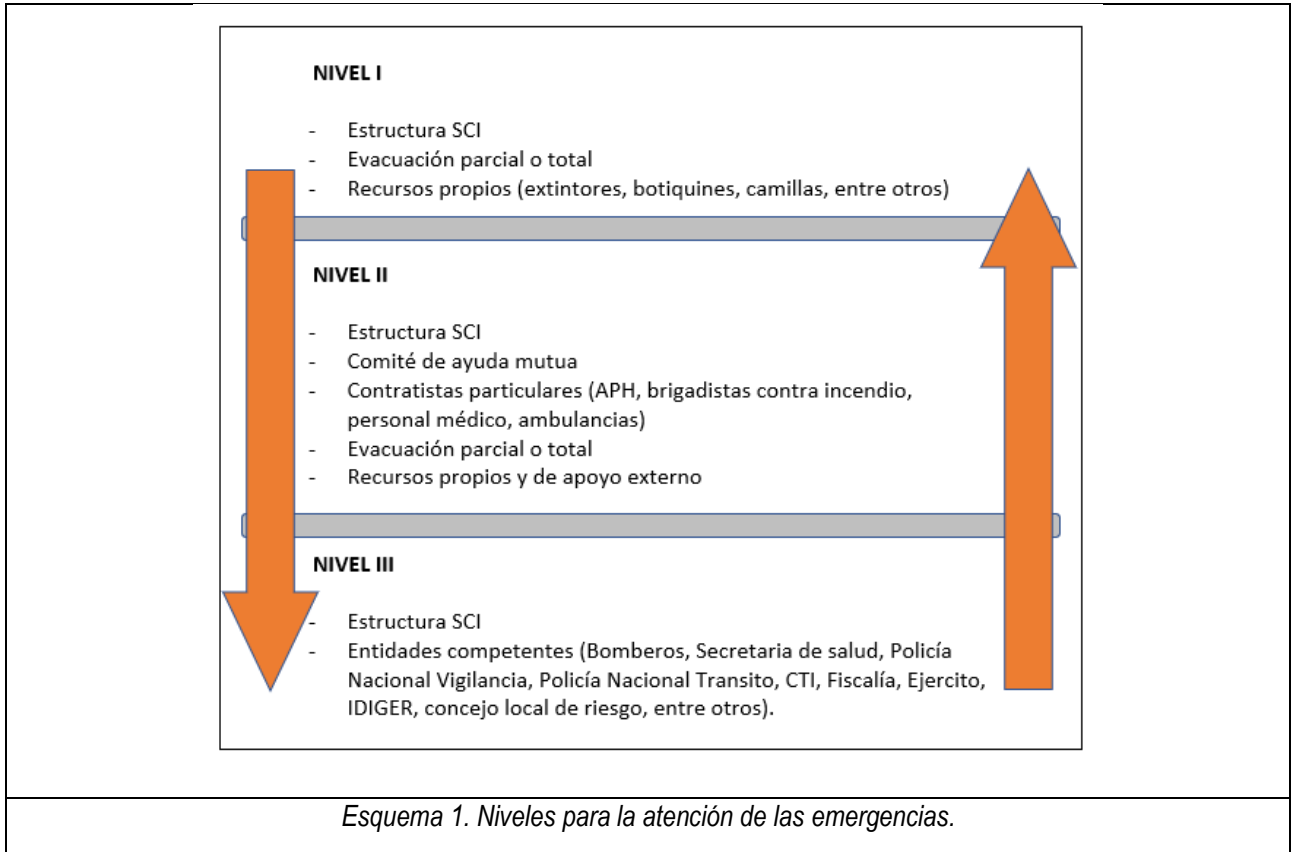 NIVEL I
- Estructura SCI
- Evacuación parcial o total
- Recursos propios (extintores, botiquines, camillas, entre otros)
NIVEL II
- Estructura SCI
- Comité de ayuda mutua
- Contratistas particulares (APH, brigadistas contra incendio,
personal médico, ambulancias)
- Evacuación parcial o total
- Recursos propios y de apoyo externo
NIVEL III
- Estructura SCI
- Entidades competentes (Bomberos, Secretaria de salud, Policía
Nacional Vigilancia, Policía Nacional Transito, CTI, Fiscalía, Ejercito,
IDIGER, concejo local de riesgo, entre otros).
Esquema 1. Niveles para la atención de las emergencias.